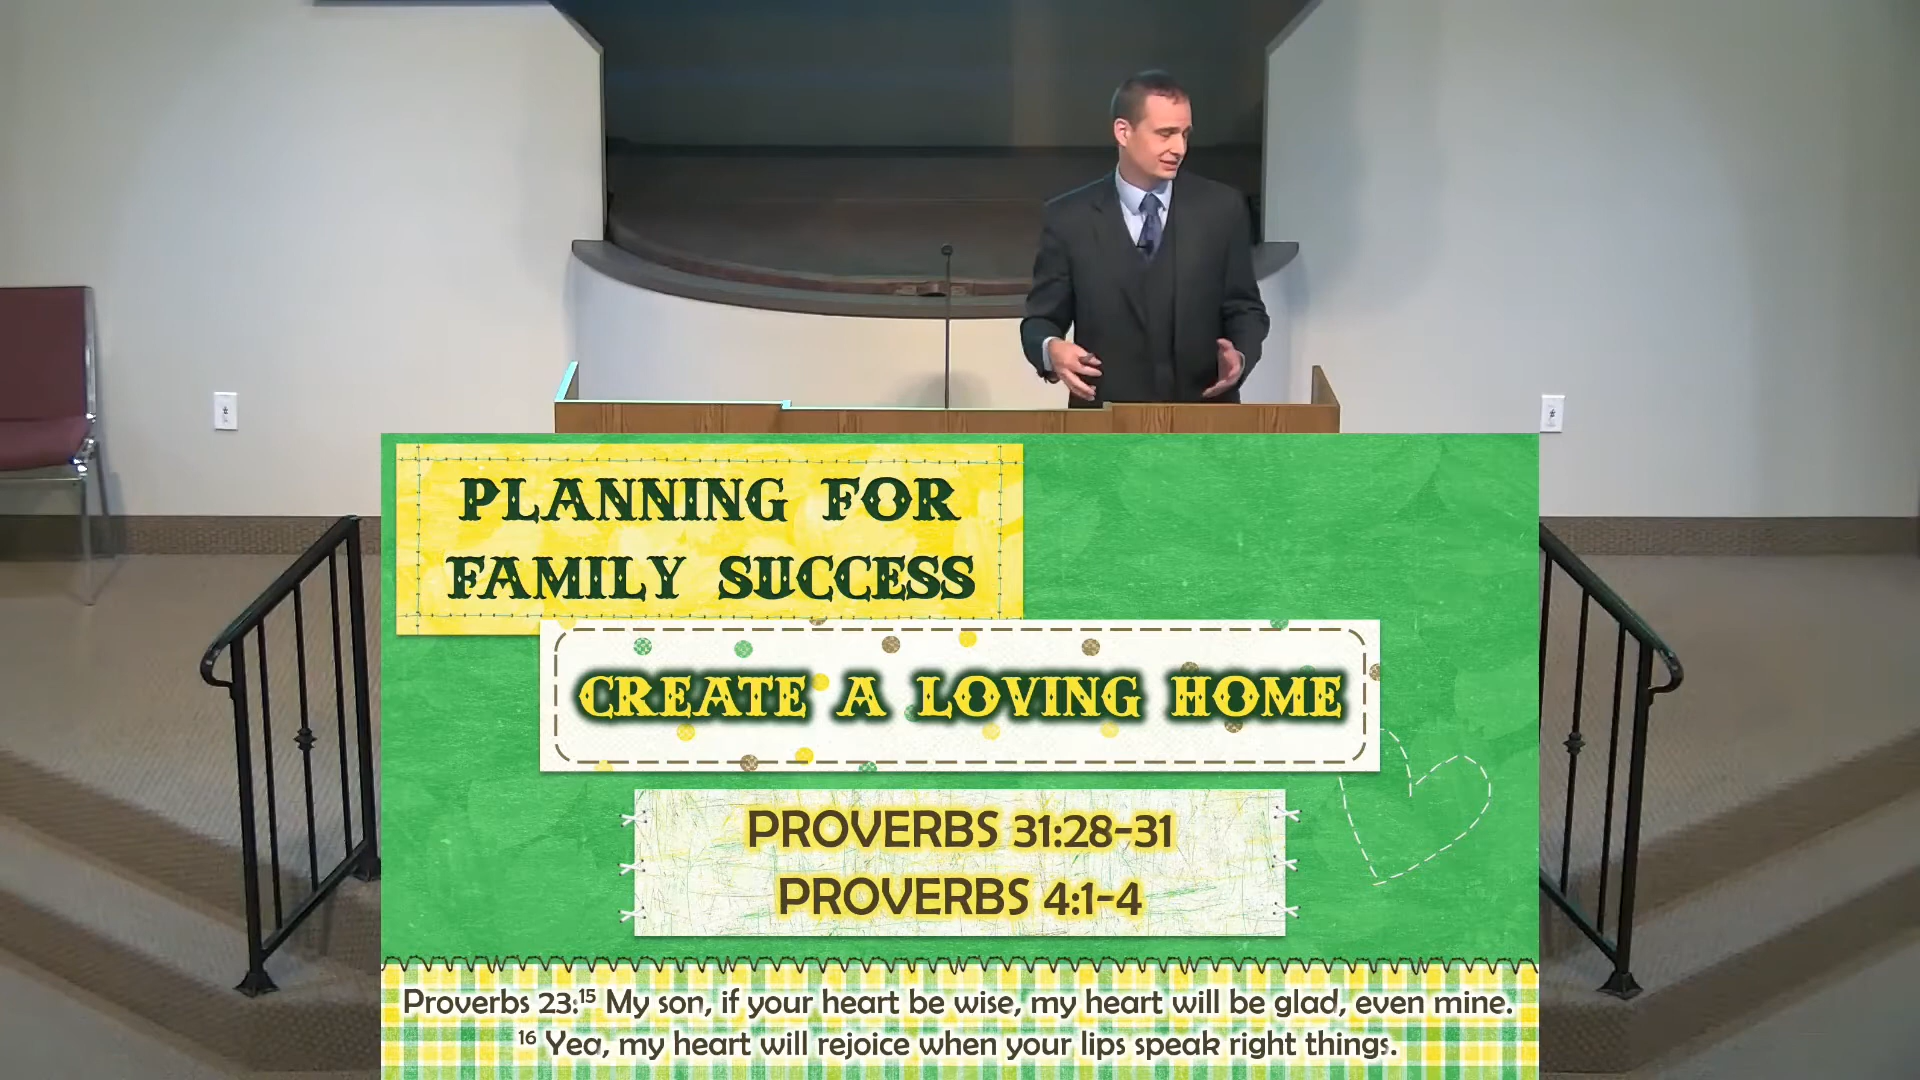 PLANNING FOR
FAMILY SUCCESS
CREATE A LOVING HOME
PROVERBS 31:28-31
PROVERBS 4:1-4
Proverbs 23:15 My son, if your heart be wise, my heart will be glad, even mine.
16 Yea, my heart will rejoice when your lips speak right things.